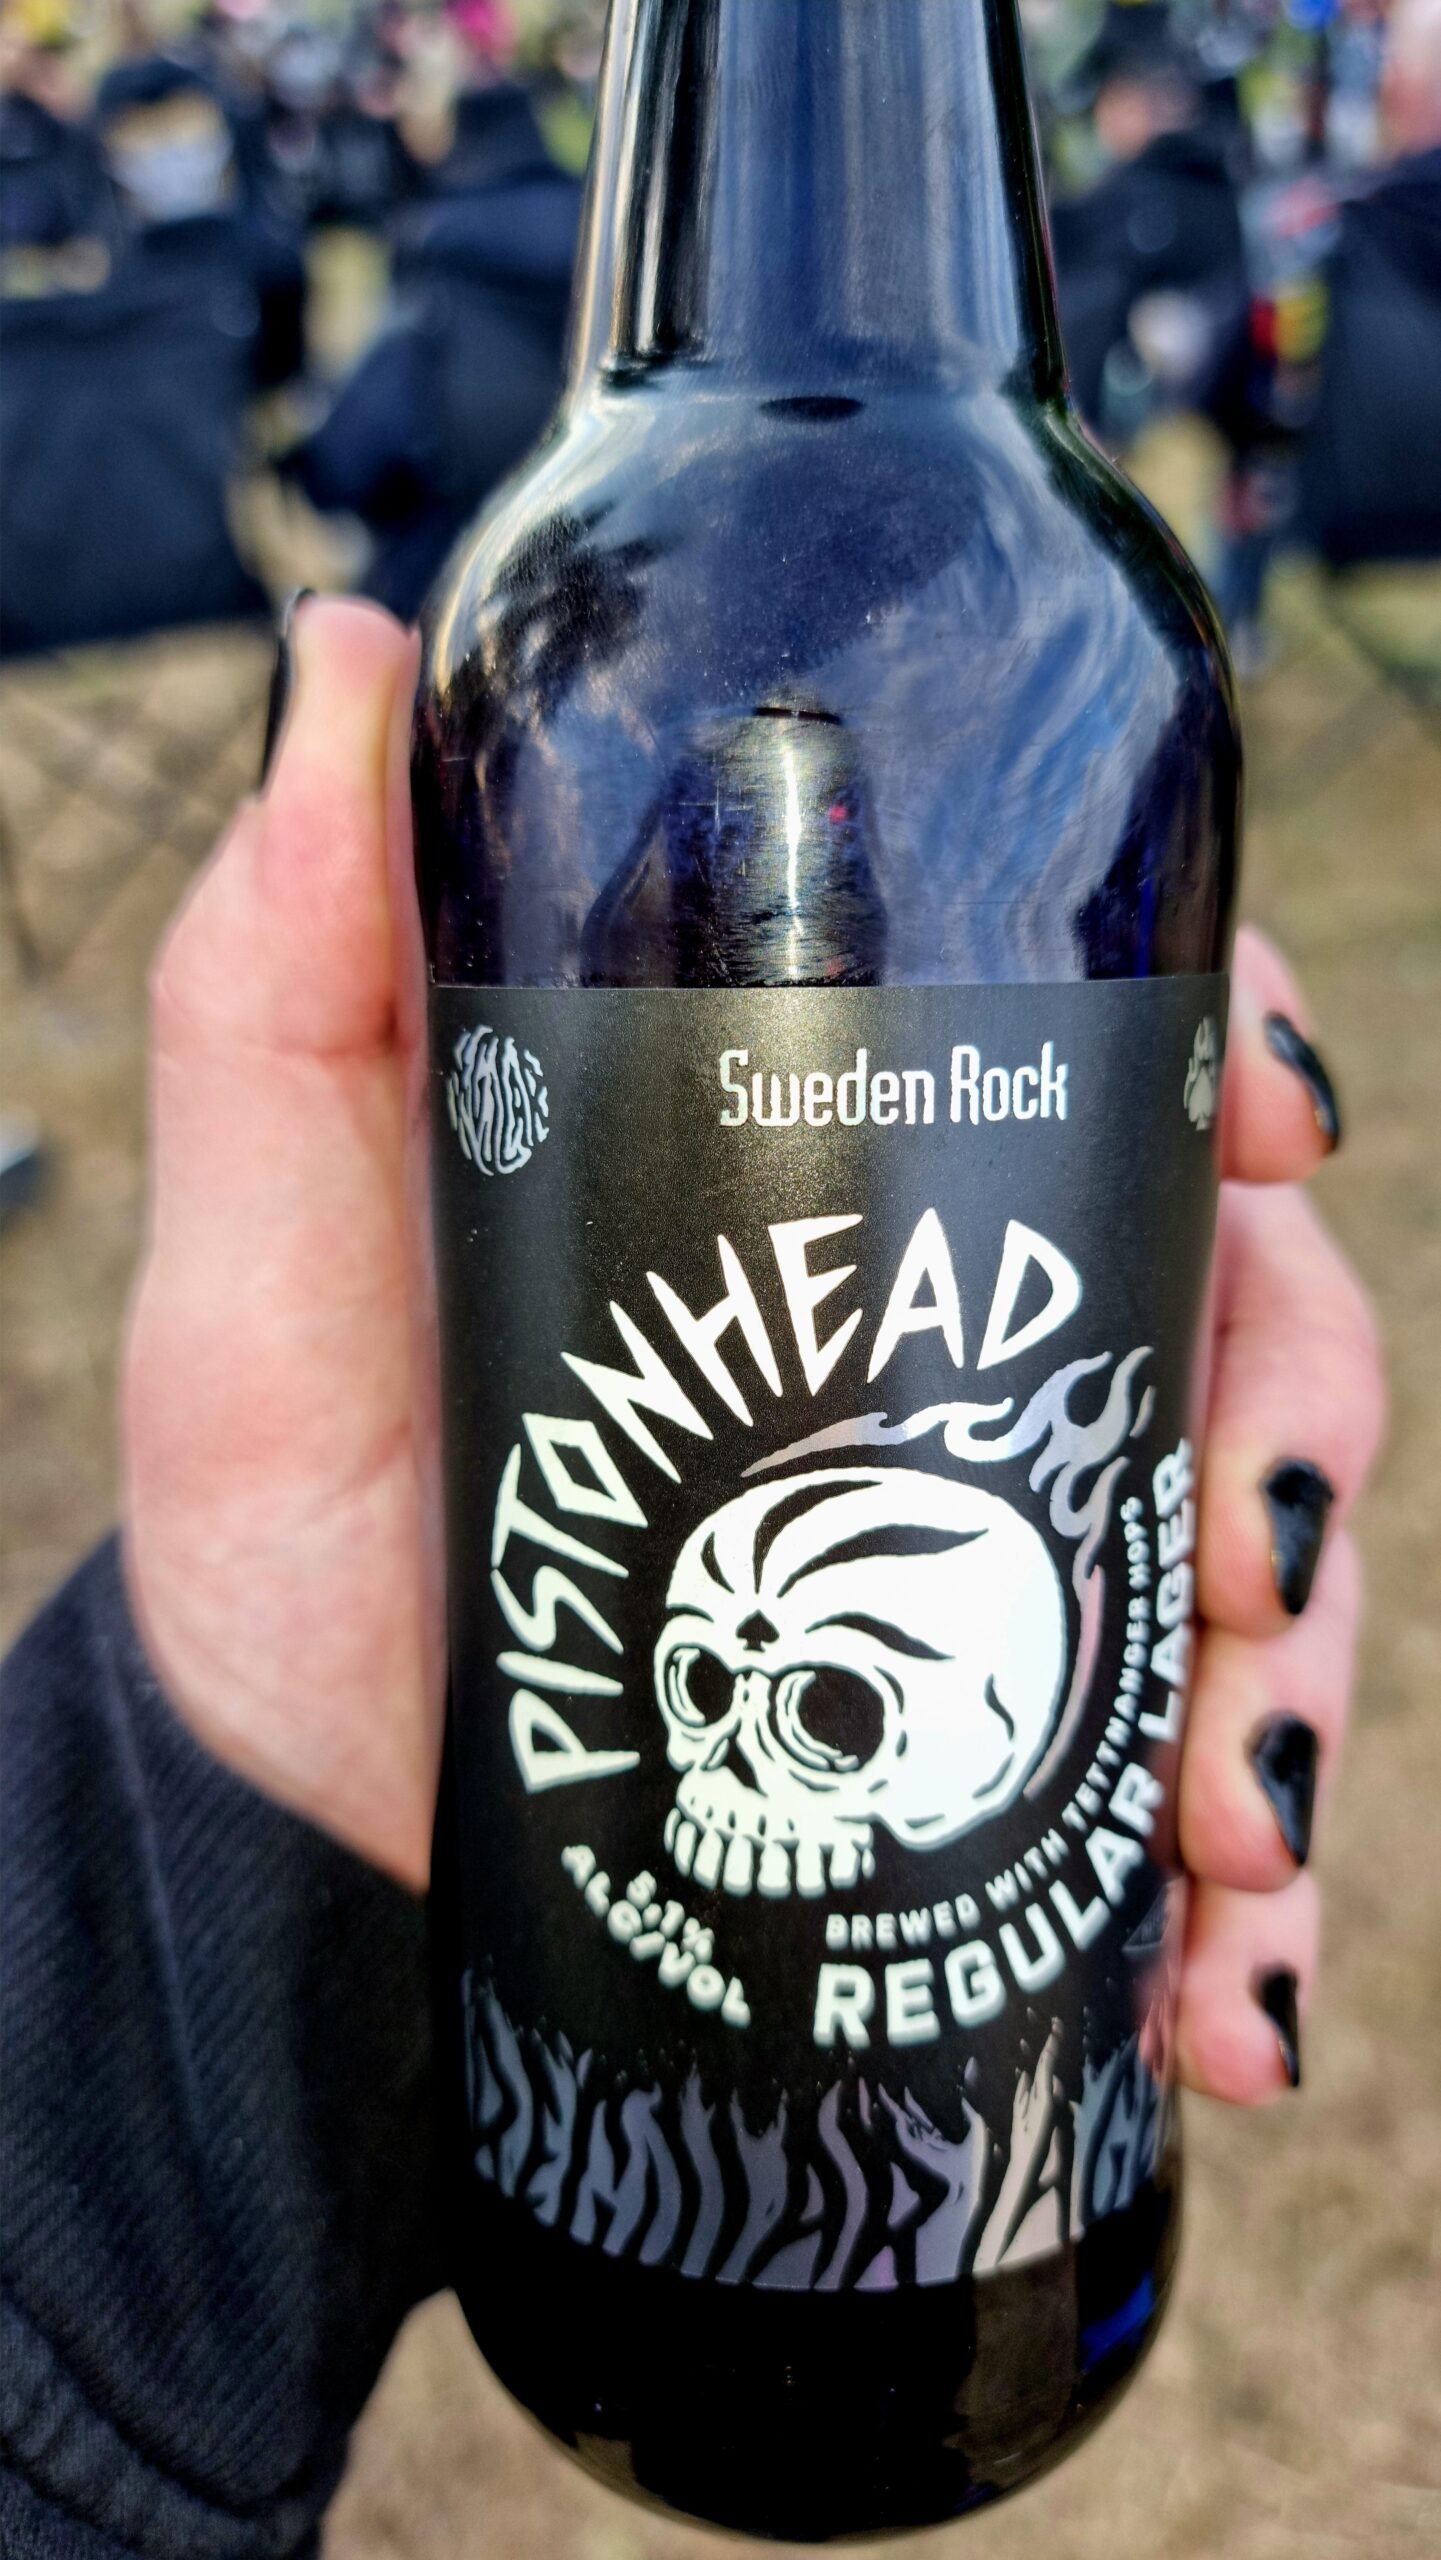 Sweden Rock
PISTONHEAD
5,1%
ALC/VOL
BREWED WITH TETTNANGER HOPS
REGULAR LAGER